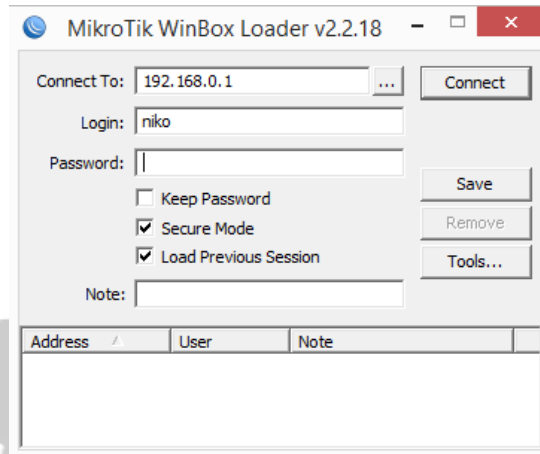 MikroTik WinBox Loader v2.2.18
Connect To: 192.168.0.1 ... Connect
Login: niko
Password:
Keep Password
Save
Secure Mode
Remove
Load Previous Session
Tools...
Note:
Address User Note